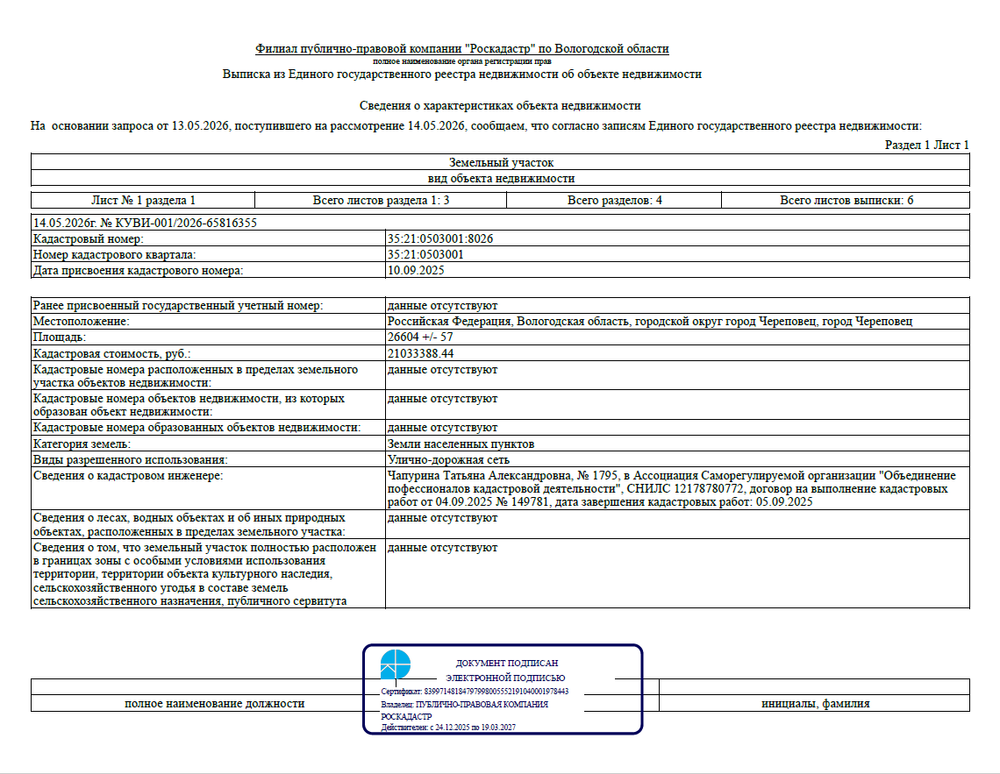 Филиал публично-правовой компании "Роскадастр" по Вологодской области
полное наименование органа регистрации прав
Выписка из Единого государственного реестра недвижимости об объекте недвижимости
Сведения о характеристиках объекта недвижимости
На основании запроса от 13.05.2026, поступившего на рассмотрение 14.05.2026, сообщаем, что согласно записям Единого государственного реестра недвижимости:
Раздел 1 Лист 1
Земельный участок
вид объекта недвижимости
Лист № 1 раздела 1 Всего листов раздела 1: 3 Всего разделов: 4 Всего листов выписки: 6
14.05.2026г. № КУВИ-001/2026-65816355
Кадастровый номер: 35:21:0503001:8026
Номер кадастрового квартала: 35:21:0503001
Дата присвоения кадастрового номера: 10.09.2025
Ранее присвоенный государственный учетный номер: данные отсутствуют
Местоположение: Российская Федерация, Вологодская область, городской округ город Череповец, город Череповец
Площадь: 26604 +/- 57
Кадастровая стоимость, руб.: 21033388.44
Кадастровые номера расположенных в пределах земельного данные отсутствуют
участка объектов недвижимости:
Кадастровые номера объектов недвижимости, из которых данные отсутствуют
образован объект недвижимости:
Кадастровые номера образованных объектов недвижимости: данные отсутствуют
Категория земель: Земли населенных пунктов
Виды разрешенного использования: Улично-дорожная сеть
Сведения о кадастровом инженере: Чапурина Татьяна Александровна, № 1795, в Ассоциация Саморегулируемой организации "Объединение
пофессионалов кадастровой деятельности", СНИЛС 12178780772, договор на выполнение кадастровых
работ от 04.09.2025 № 149781, дата завершения кадастровых работ: 05.09.2025
Сведения о лесах, водных объектах и об иных природных данные отсутствуют
объектах, расположенных в пределах земельного участка:
Сведения о том, что земельный участок полностью расположен данные отсутствуют
в границах зоны с особыми условиями использования
территории, территории объекта культурного наследия,
сельскохозяйственного угодья в составе земель
сельскохозяйственного назначения, публичного сервитута
ДОКУМЕНТ ПОДПИСАН
ЭЛЕКТРОННОЙ ПОДПИСЬЮ
Сертификат: 83997148184797998005552191040001978443
Владелец: ПУБЛИЧНО-ПРАВОВАЯ КОМПАНИЯ
РОСКАДАСТР
Действителен: с 24.12.2025 по 19.03.2027
полное наименование должности инициалы, фамилия